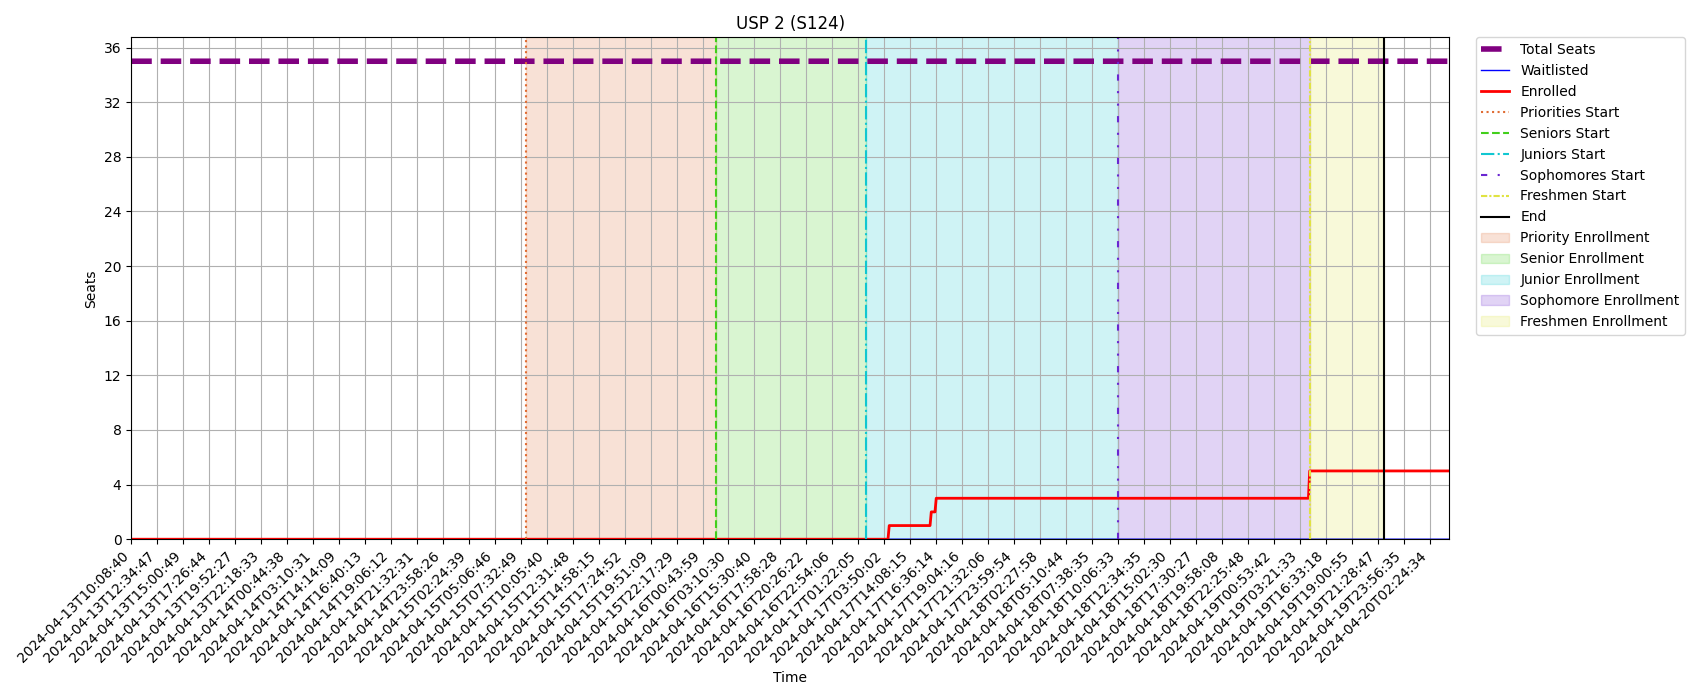 USP 2 (S124)
Seats
36
32
28
24
20
16
12
8
4
0
2024-04-13T10:08:40
2024-04-13T12:34:47
2024-04-13T15:00:49
2024-04-13T17:26:44
2024-04-13T19:52:27
2024-04-13T22:18:33
2024-04-14T00:44:38
2024-04-14T03:10:31
2024-04-14T14:14:09
2024-04-14T16:40:13
2024-04-14T19:06:12
2024-04-14T21:32:31
2024-04-14T23:58:26
2024-04-15T02:24:39
2024-04-15T05:06:46
2024-04-15T07:32:49
2024-04-15T10:05:40
2024-04-15T12:31:48
2024-04-15T14:58:15
2024-04-15T17:24:52
2024-04-15T19:51:09
2024-04-15T22:17:29
2024-04-16T00:43:59
2024-04-16T03:10:30
2024-04-16T15:30:40
2024-04-16T17:58:28
2024-04-16T20:26:22
2024-04-16T22:54:06
2024-04-17T01:22:05
2024-04-17T03:50:02
2024-04-17T14:08:15
2024-04-17T16:36:14
2024-04-17T19:04:16
2024-04-17T21:32:06
2024-04-17T23:59:54
2024-04-18T02:27:58
2024-04-18T05:10:44
2024-04-18T07:38:35
2024-04-18T10:06:33
2024-04-18T12:34:35
2024-04-18T15:02:30
2024-04-18T17:30:27
2024-04-18T19:58:08
2024-04-18T22:25:48
2024-04-19T00:53:42
2024-04-19T03:21:33
2024-04-19T16:33:18
2024-04-19T19:00:55
2024-04-19T21:28:47
2024-04-19T23:56:35
2024-04-20T02:24:34
Time
Total Seats
Waitlisted
Enrolled
Priorities Start
Seniors Start
Juniors Start
Sophomores Start
Freshmen Start
End
Priority Enrollment
Senior Enrollment
Junior Enrollment
Sophomore Enrollment
Freshmen Enrollment